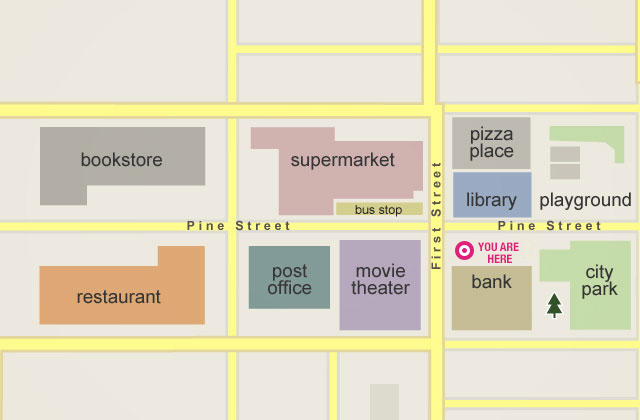 pizza
place
bookstore
supermarket
library
playground
bus stop
Pine Street
First Street
Pine Street
YOU ARE
HERE
post
office
movie
theater
bank
city
park
restaurant